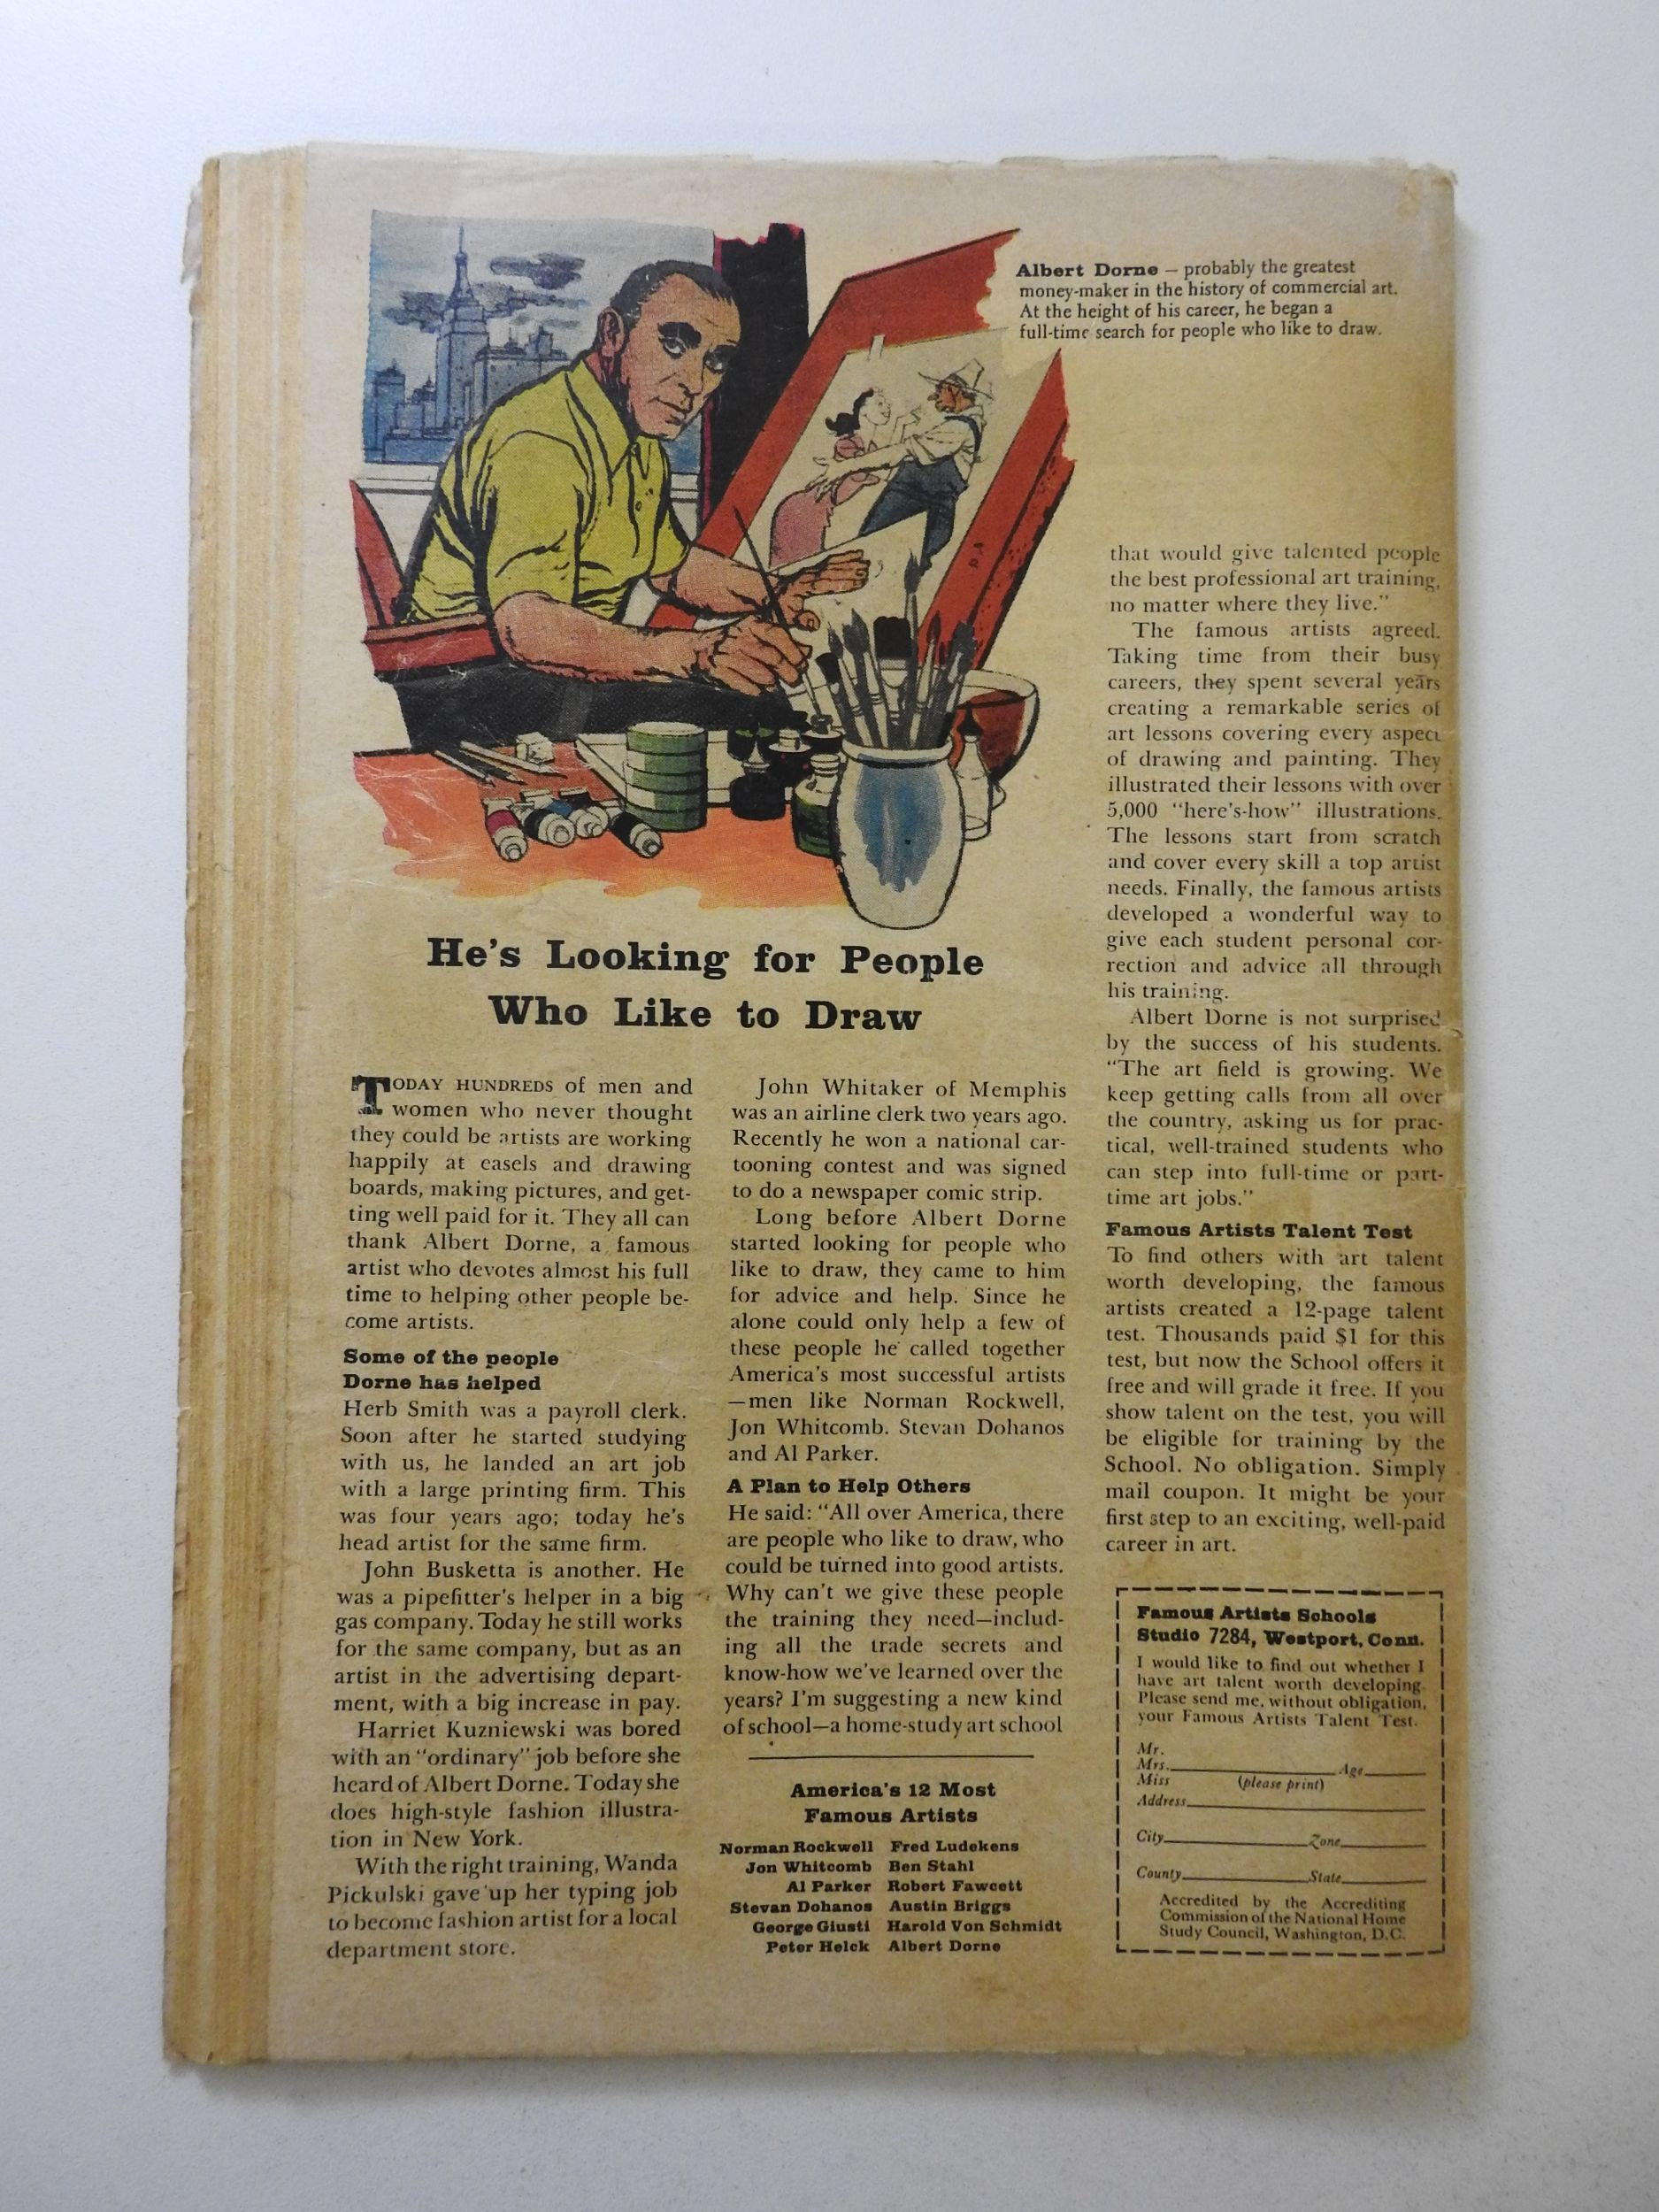 Albert Dorne – probably the greatest
money-maker in the history of commercial art.
At the height of his career, he began a
full-time search for people who like to draw.
He's Looking for People
Who Like to Draw
TODAY HUNDREDS of men and
women who never thought
they could be artists are working
happily at easels and drawing
boards, making pictures, and get-
ting well paid for it. They all can
thank Albert Dorne, a famous
artist who devotes almost his full
time to helping other people be-
come artists.
Some of the people
Dorne has helped
Herb Smith was a payroll clerk.
Soon after he started studying
with us, he landed an art job
with a large printing firm. This
was four years ago; today he's
head artist for the same firm.
John Busketta is another. He
was a pipefitter's helper in a big
gas company. Today he still works
for the same company, but as an
artist in the advertising depart-
ment, with a big increase in pay.
Harriet Kuzniewski was bored
with an "ordinary" job before she
heard of Albert Dorne. Today she
does high-style fashion illustra-
tion in New York.
With the right training, Wanda
Pickulski gave up her typing job
to become fashion artist for a local
department store.
John Whitaker of Memphis
was an airline clerk two years ago.
Recently he won a national car-
tooning contest and was signed
to do a newspaper comic strip.
Long before Albert Dorne
started looking for people who
like to draw, they came to him
for advice and help. Since he
alone could only help a few of
these people he called together
America's most successful artists
—men like Norman Rockwell,
Jon Whitcomb. Stevan Dohanos
and Al Parker.
A Plan to Help Others
He said: "All over America, there
are people who like to draw, who
could be turned into good artists.
Why can't we give these people
the training they need—includ-
ing all the trade secrets and
know-how we've learned over the
years? I'm suggesting a new kind
of school—a home-study art school
America's 12 Most
Famous Artists
Norman Rockwell Fred Ludekens
Jon Whitcomb Ben Stahl
Al Parker Robert Fawcett
Stevan Dohanos Austin Briggs
George Giusti Harold Von Schmidt
Peter Helck Albert Dorne
that would give talented people
the best professional art training,
no matter where they live."
The famous artists agreed.
Taking time from their busy
careers, they spent several years
creating a remarkable series of
art lessons covering every aspect
of drawing and painting. They
illustrated their lessons with over
5,000 "here's-how" illustrations.
The lessons start from scratch
and cover every skill a top artist
needs. Finally, the famous artists
developed a wonderful way to
give each student personal cor-
rection and advice all through
his training.
Albert Dorne is not surprised
by the success of his students.
"The art field is growing. We
keep getting calls from all over
the country, asking us for prac-
tical, well-trained students who
can step into full-time or part-
time art jobs."
Famous Artists Talent Test
To find others with art talent
worth developing, the famous
artists created a 12-page talent
test. Thousands paid $1 for this
test, but now the School offers it
free and will grade it free. If you
show talent on the test, you will
be eligible for training by the
School. No obligation. Simply
mail coupon. It might be your
first step to an exciting, well-paid
career in art.
Famous Artists Schools
Studio 7284, Westport, Conn.
I would like to find out whether I
have art talent worth developing.
Please send me, without obligation,
your Famous Artists Talent Test.
Mr.
Mrs. Age
Miss (please print)
Address
City Zone
County State
Accredited by the Accrediting
Commission of the National Home
Study Council, Washington, D.C.